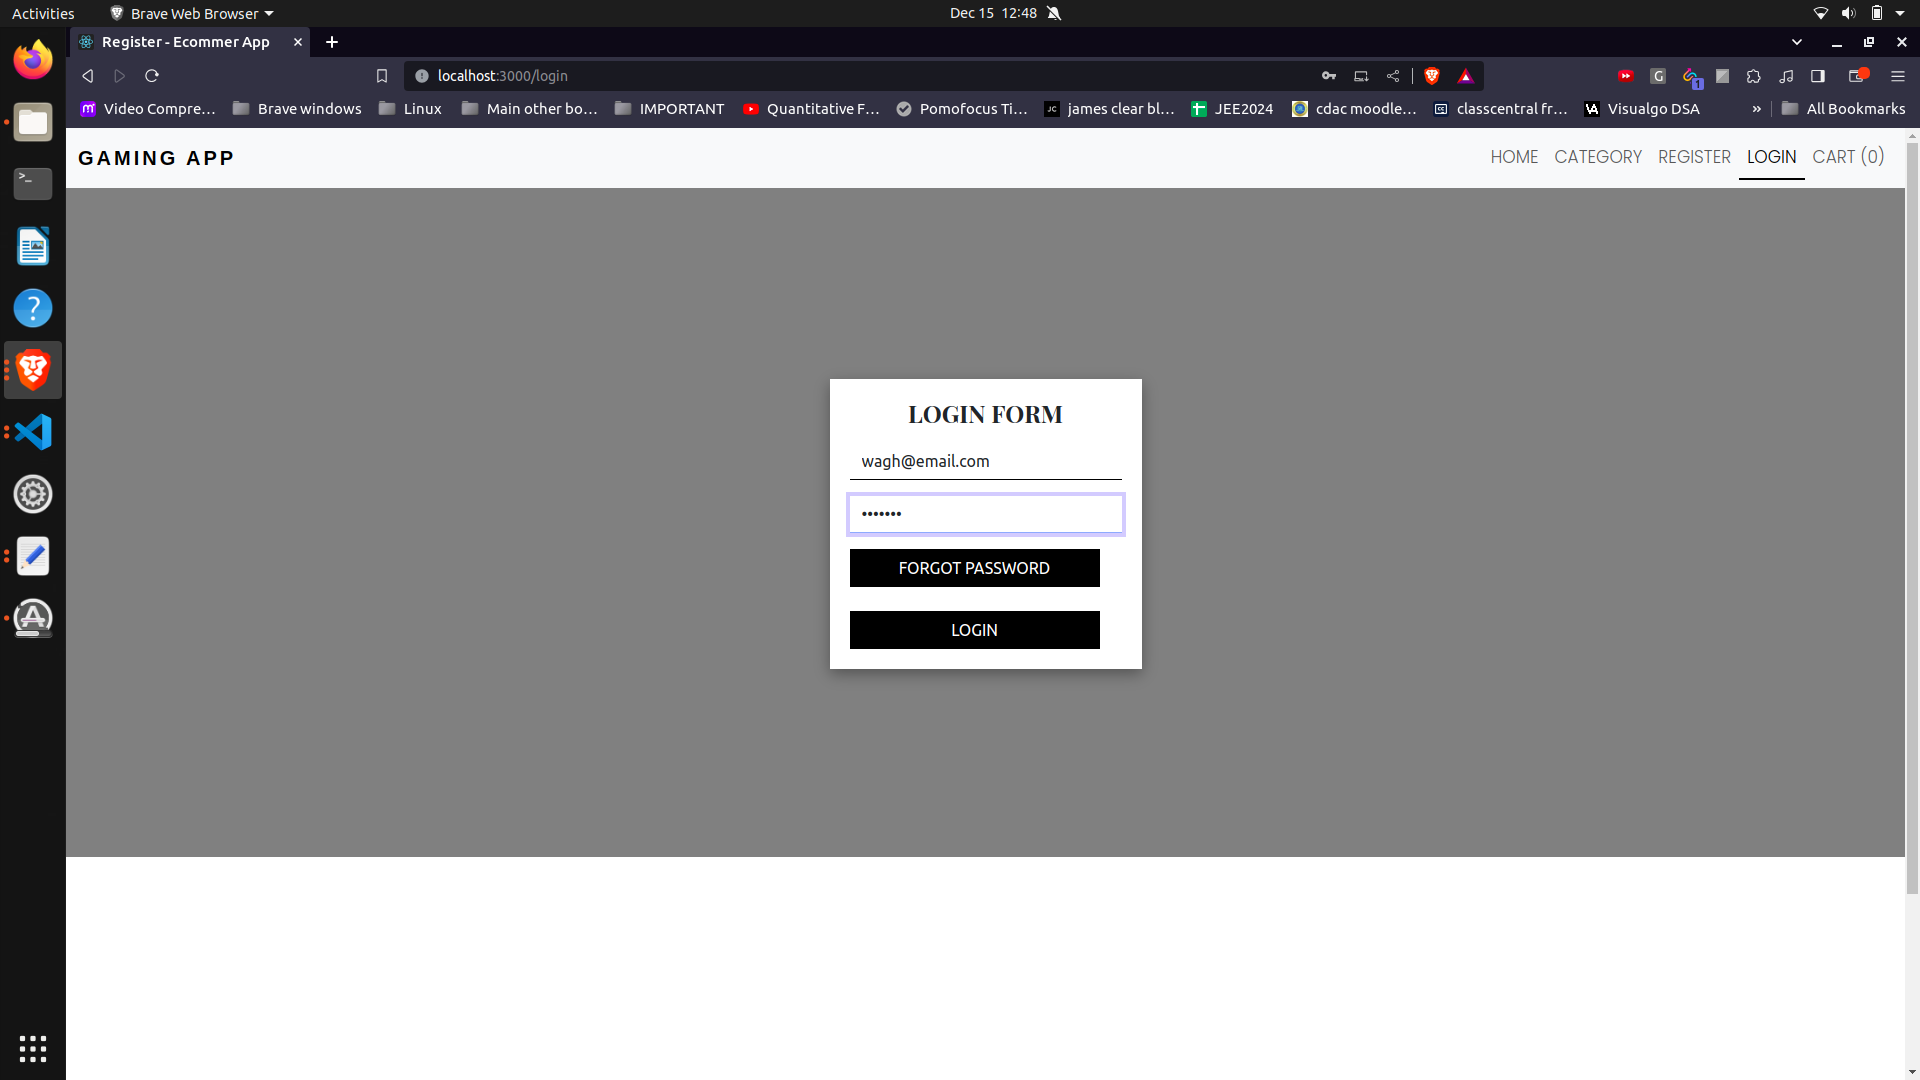 Activities Brave Web Browser Dec 15 12:48
Register - Ecommer App
localhost:3000/login
Video Compre… Brave windows Linux Main other bo… IMPORTANT Quantitative F… Pomofocus Ti… james clear bl… JEE2024 cdac moodle… classcentral fr… Visualgo DSA » All Bookmarks
GAMING APP HOME CATEGORY REGISTER LOGIN CART (0)
LOGIN FORM
wagh@email.com
•••••••
FORGOT PASSWORD
LOGIN